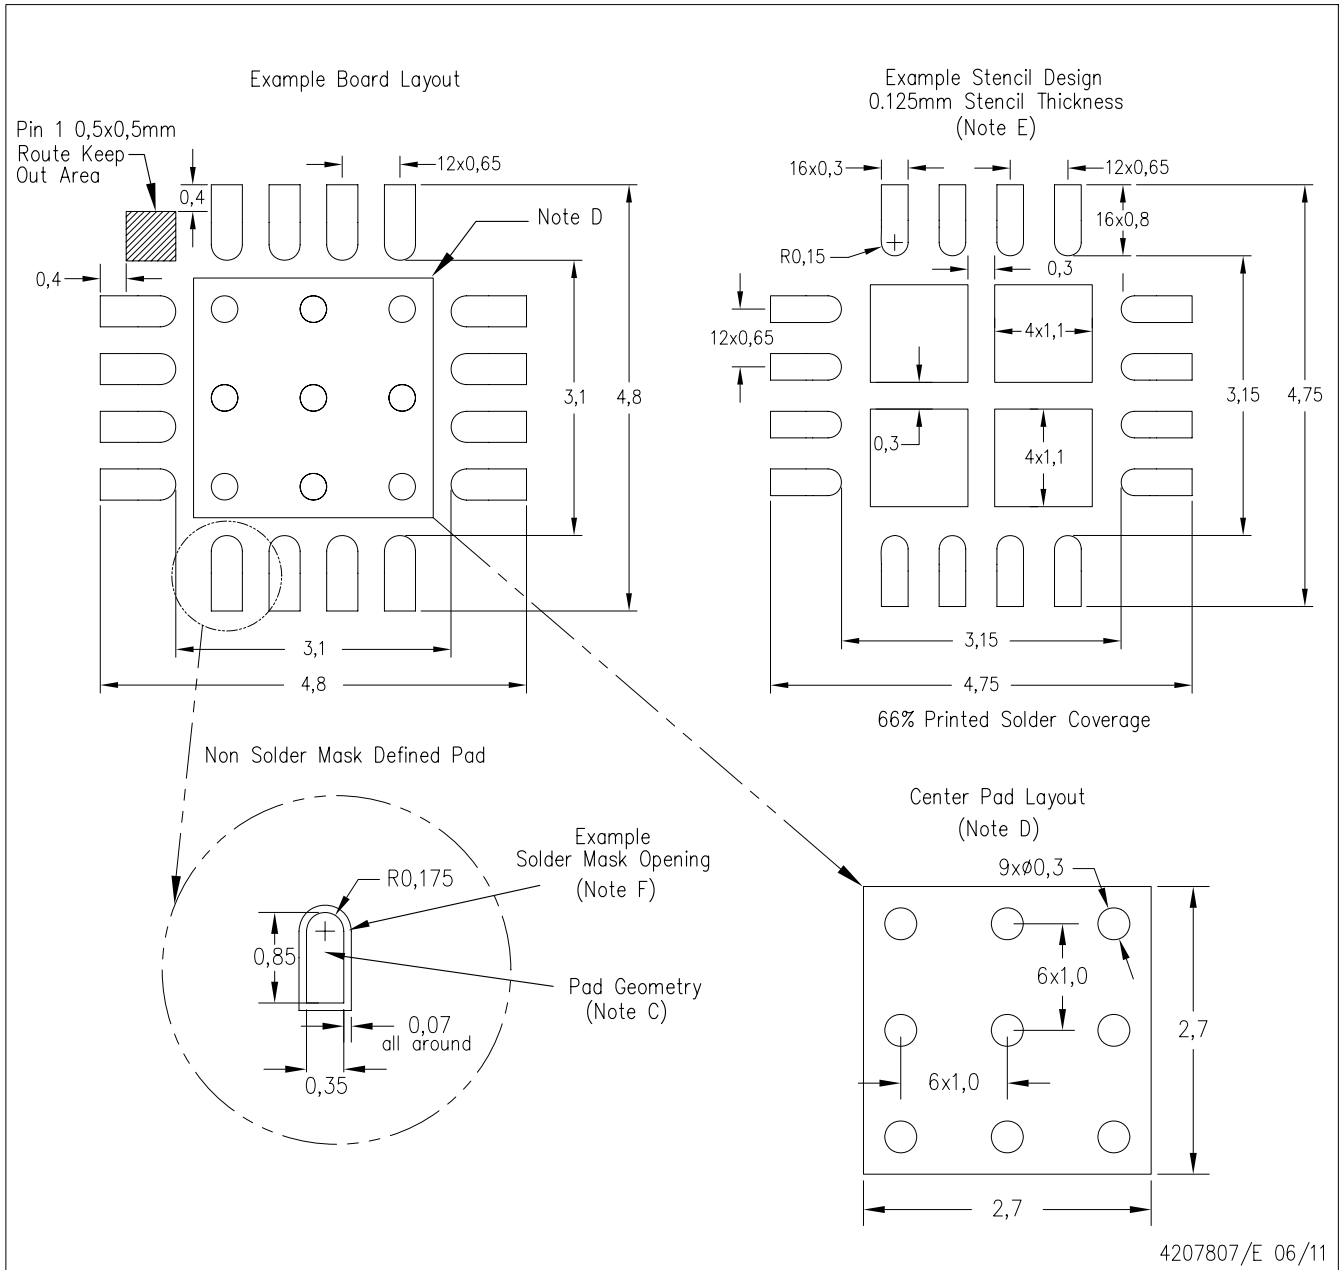 Example Board Layout
Pin 1 0,5x0,5mm
Route Keep
Out Area
0,4
12x0,65
Note D
0,4
3,1
4,8
3,1
4,8
Example Stencil Design
0.125mm Stencil Thickness
(Note E)
16x0,3
12x0,65
16x0,8
R0,15
0,3
12x0,65
4x1,1
3,15
4,75
0,3
4x1,1
3,15
4,75
66% Printed Solder Coverage
Non Solder Mask Defined Pad
Example
Solder Mask Opening
(Note F)
R0,175
0,85
Pad Geometry
(Note C)
0,07
all around
0,35
Center Pad Layout
(Note D)
9xø0,3
6x1,0
6x1,0
2,7
2,7
4207807/E 06/11